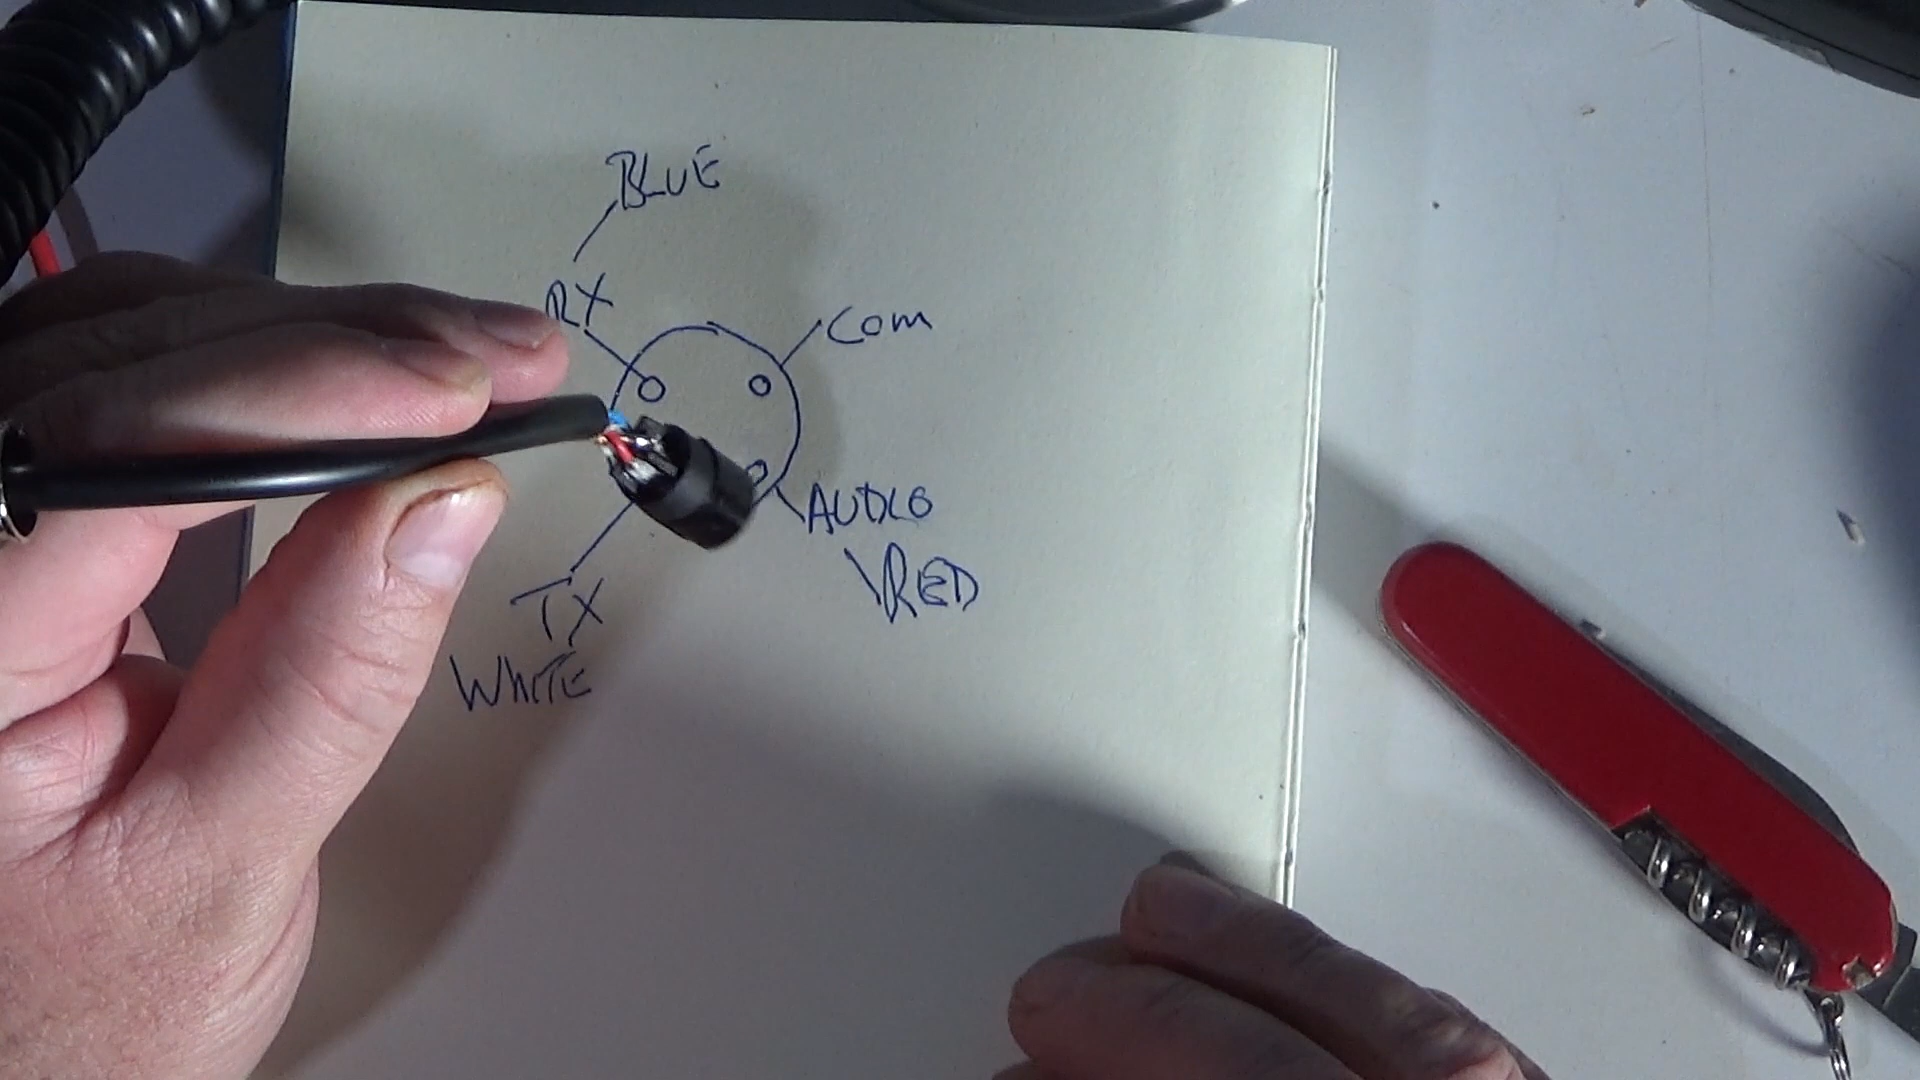 BLUE
RX
Com
AUDIO
RED
TX
WHITE